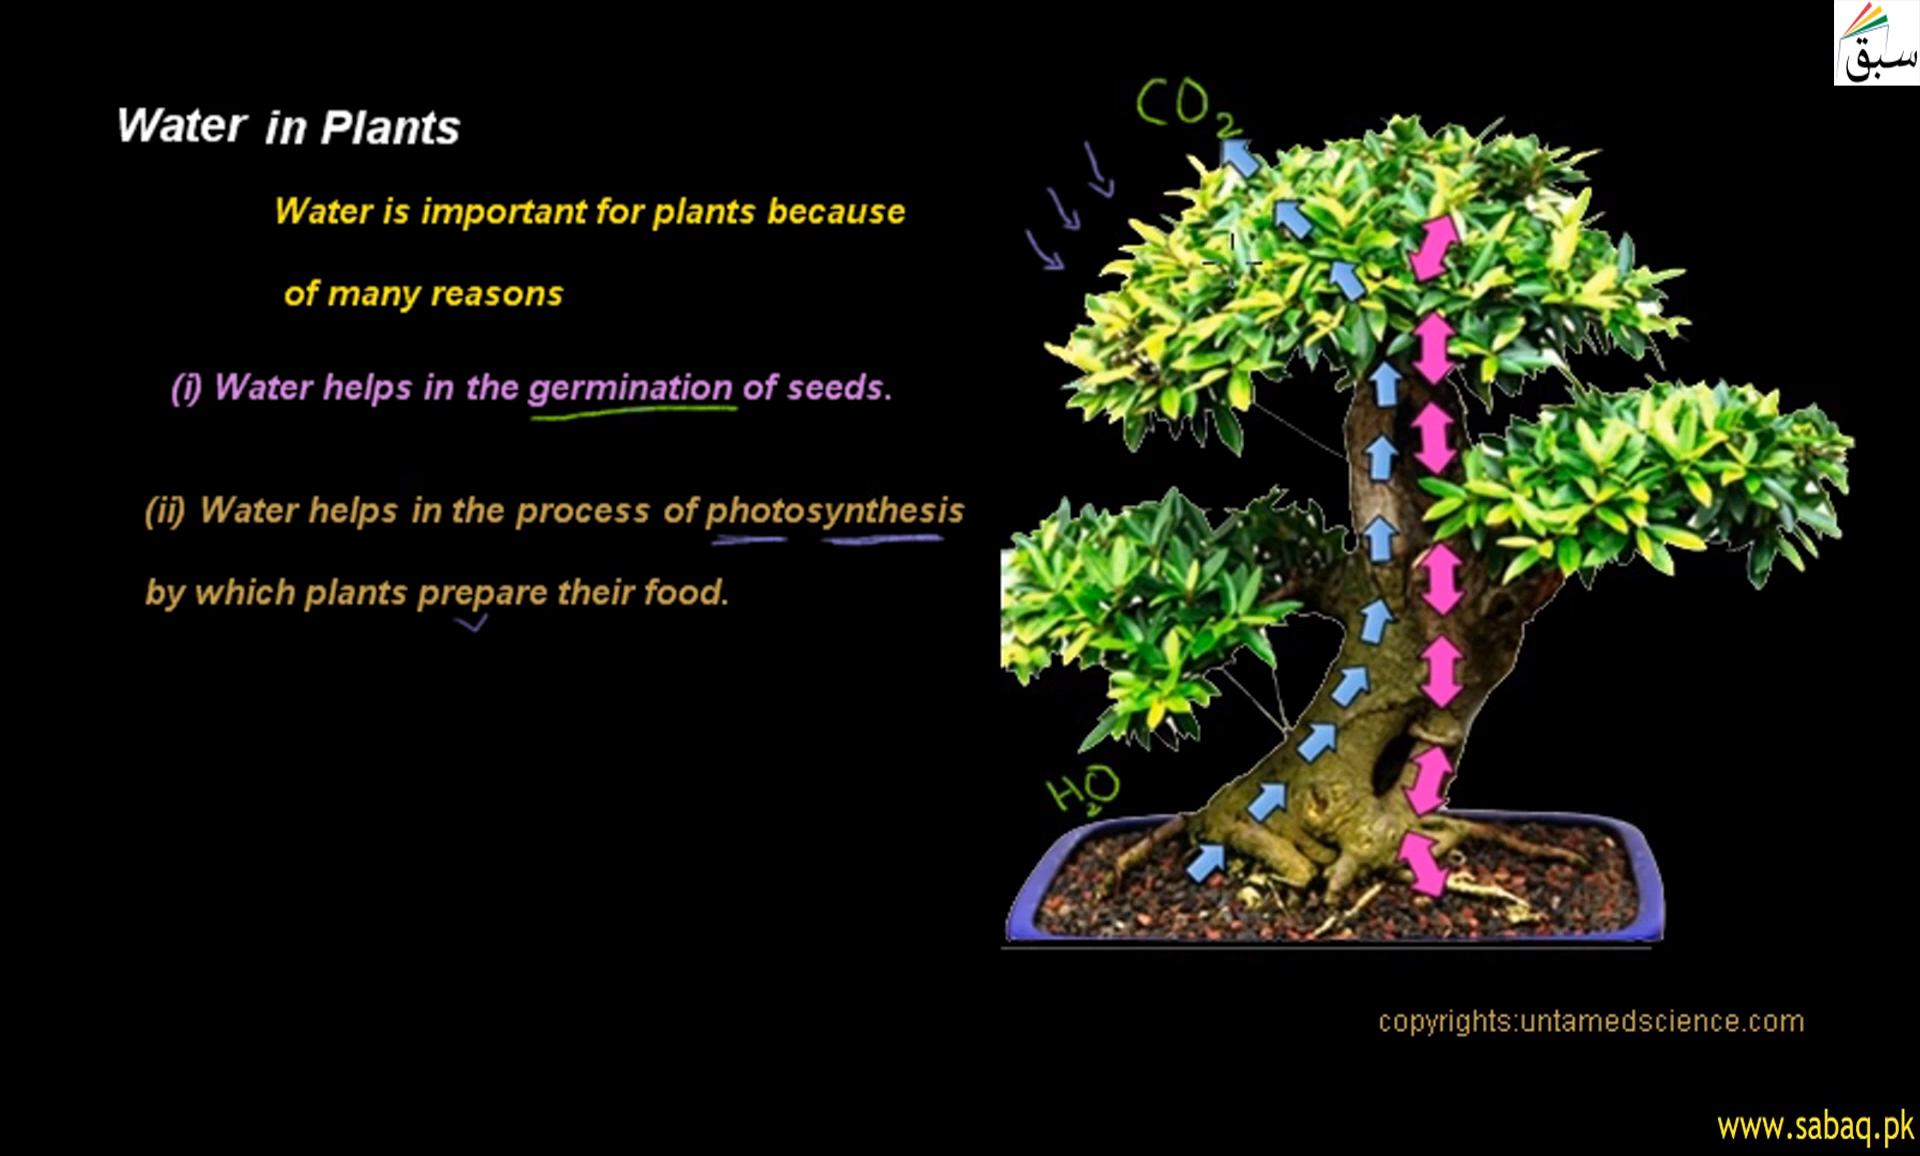 سبق
Water in Plants
Water is important for plants because
of many reasons
(i) Water helps in the germination of seeds.
(ii) Water helps in the process of photosynthesis
by which plants prepare their food.
CO₂
H₂O
copyrights:untamedscience.com
www.sabaq.pk